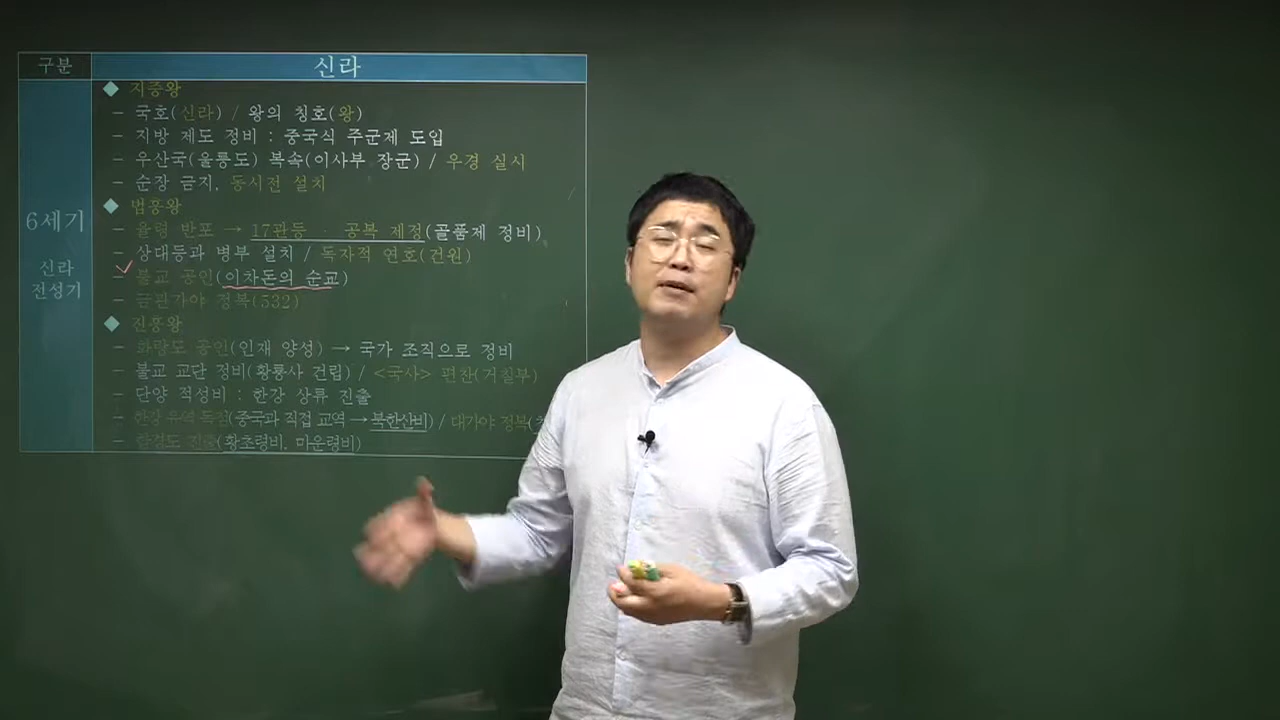 구분
신라
6세기
신라
전성기
◆ 지증왕
- 국호(신라) / 왕의 칭호(왕)
- 지방 제도 정비 : 중국식 주군제 도입
- 우산국(울릉도) 복속(이사부 장군) / 우경 실시
- 순장 금지, 동시전 설치
◆ 법흥왕
- 율령 반포 → 17관등 · 공복 제정(골품제 정비)
- 상대등과 병부 설치 / 독자적 연호(건원)
- 불교 공인(이차돈의 순교)
- 금관가야 정복(532)
◆ 진흥왕
- 화랑도 공인(인재 양성) → 국가 조직으로 정비
- 불교 교단 정비(황룡사 건립) / <국사> 편찬(거칠부)
- 단양 적성비 : 한강 상류 진출
- 한강 유역 독점(중국과 직접 교역 → 북한산비) / 대가야 정복(
- 함경도 진출(황초령비, 마운령비)